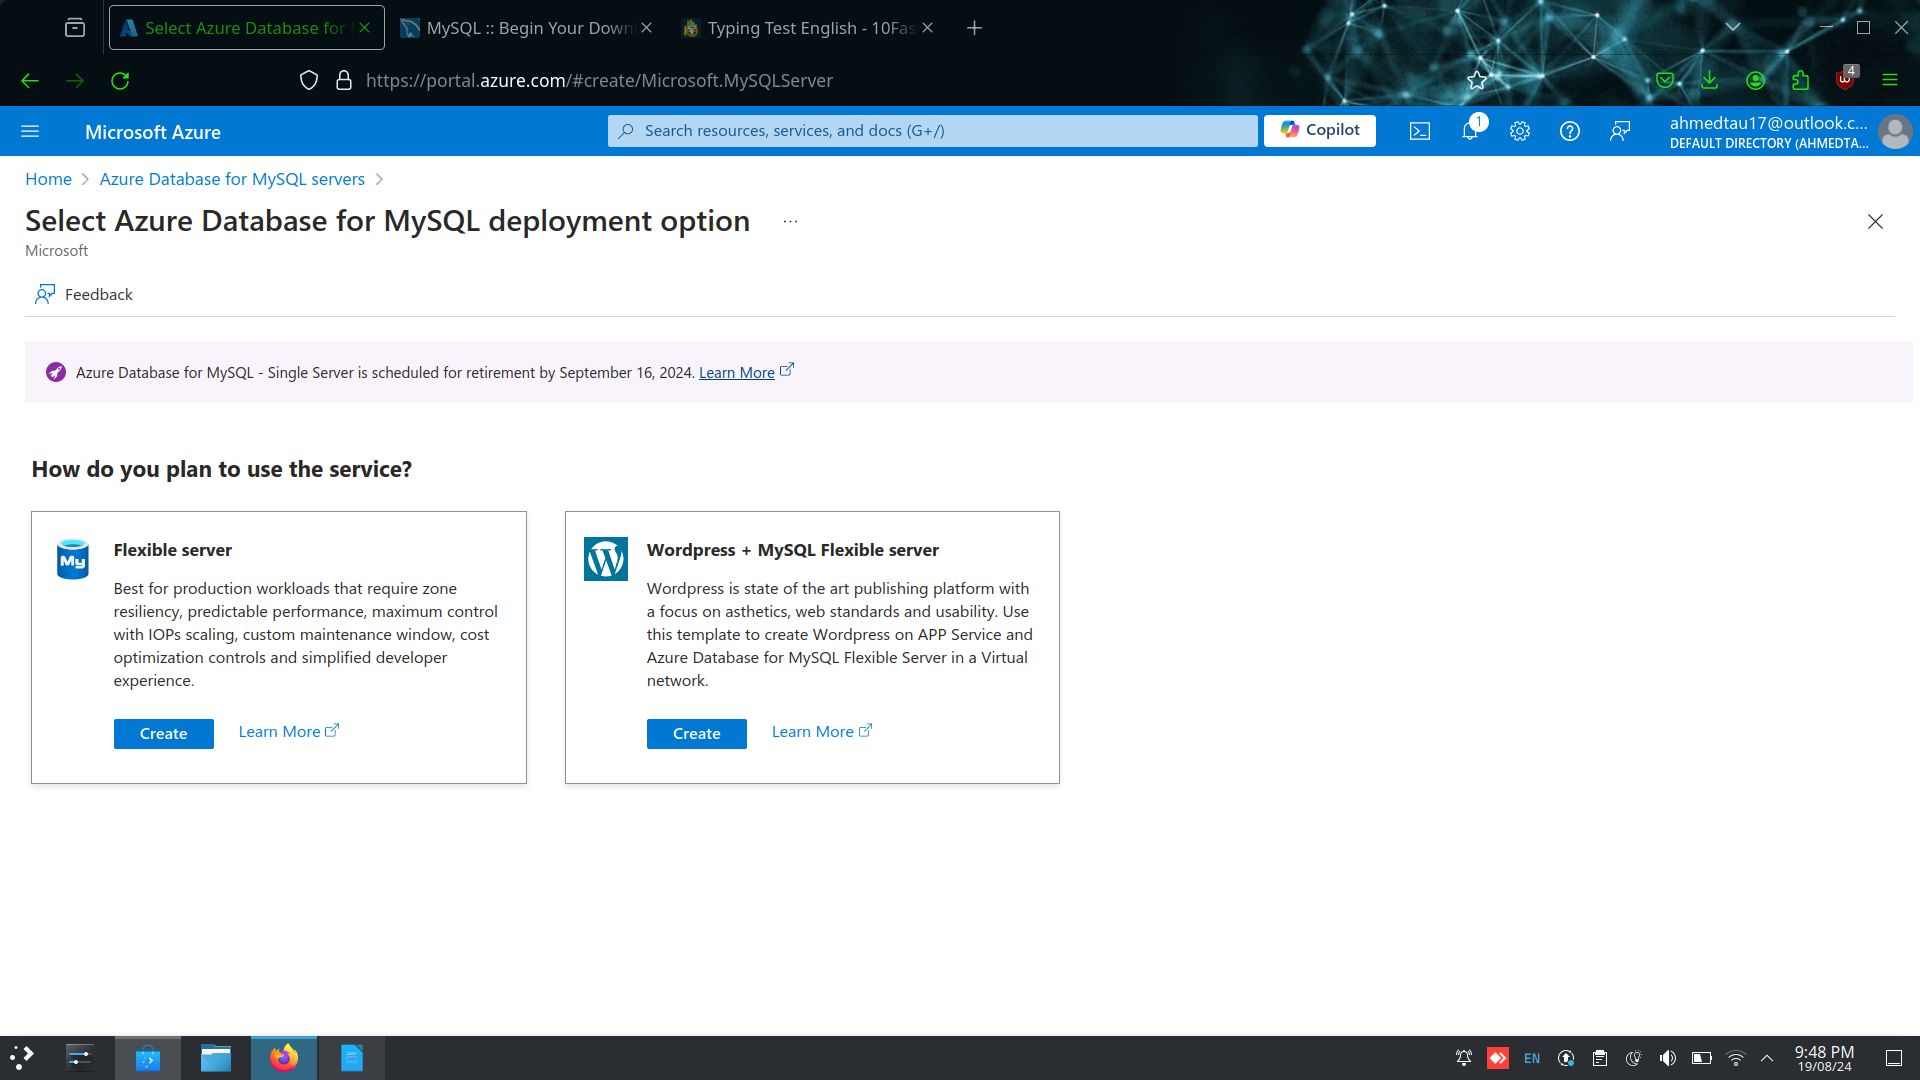 Select Azure Database for
MySQL :: Begin Your Down
Typing Test English - 10Fas
https://portal.azure.com/#create/Microsoft.MySQLServer
4
Microsoft Azure
Search resources, services, and docs (G+/)
Copilot
1
ahmedtau17@outlook.c...
DEFAULT DIRECTORY (AHMEDTA...
Home
Azure Database for MySQL servers
Select Azure Database for MySQL deployment option
...
Microsoft
Feedback
Azure Database for MySQL - Single Server is scheduled for retirement by September 16, 2024. Learn More
How do you plan to use the service?
My
Flexible server
Best for production workloads that require zone
resiliency, predictable performance, maximum control
with IOPs scaling, custom maintenance window, cost
optimization controls and simplified developer
experience.
Create
Learn More
Wordpress + MySQL Flexible server
Wordpress is state of the art publishing platform with
a focus on asthetics, web standards and usability. Use
this template to create Wordpress on APP Service and
Azure Database for MySQL Flexible Server in a Virtual
network.
Create
Learn More
EN
9:48 PM
19/08/24